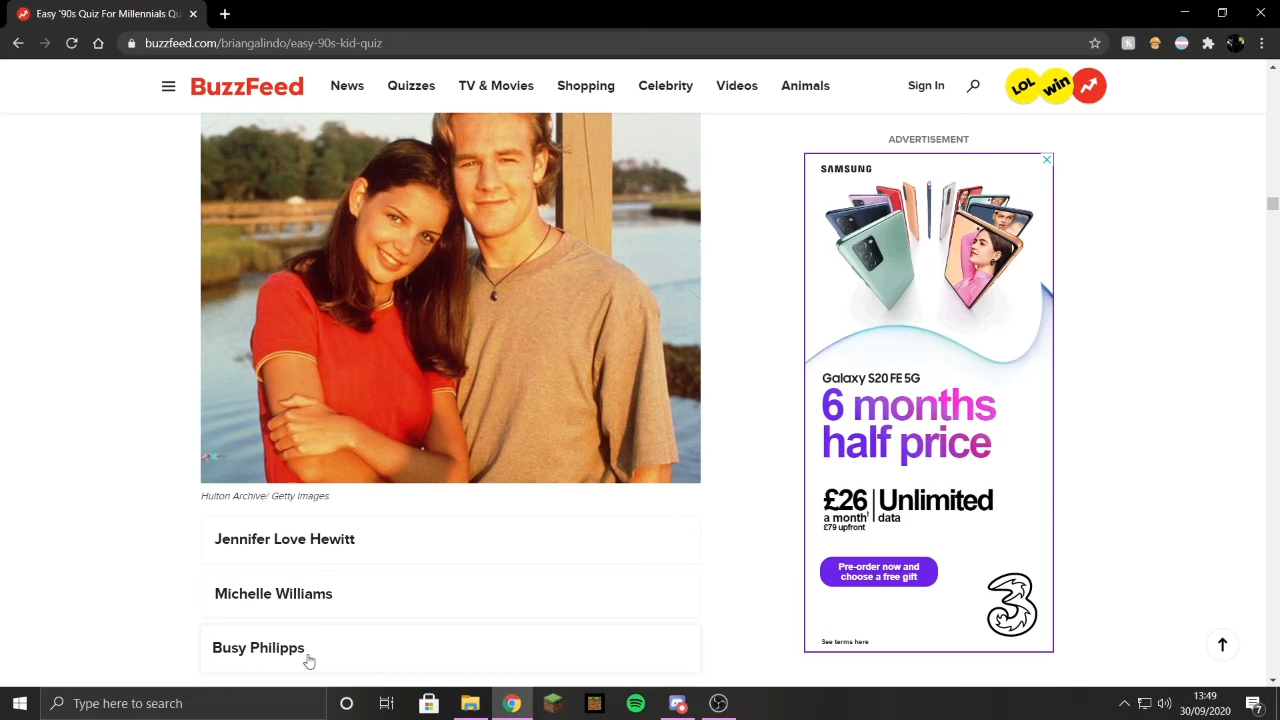 Easy '90s Quiz For Millennials Qu
buzzfeed.com/briangalindo/easy-90s-kid-quiz
BuzzFeed
News
Quizzes
TV & Movies
Shopping
Celebrity
Videos
Animals
Sign In
LOL
win
ADVERTISEMENT
SAMSUNG
Galaxy S20 FE 5G
6 months
half price
£26 Unlimited
a month† data
£79 upfront
Pre-order now and
choose a free gift
3
See terms here
Hulton Archive/ Getty Images
Jennifer Love Hewitt
Michelle Williams
Busy Philipps
Type here to search
13:49
30/09/2020
7